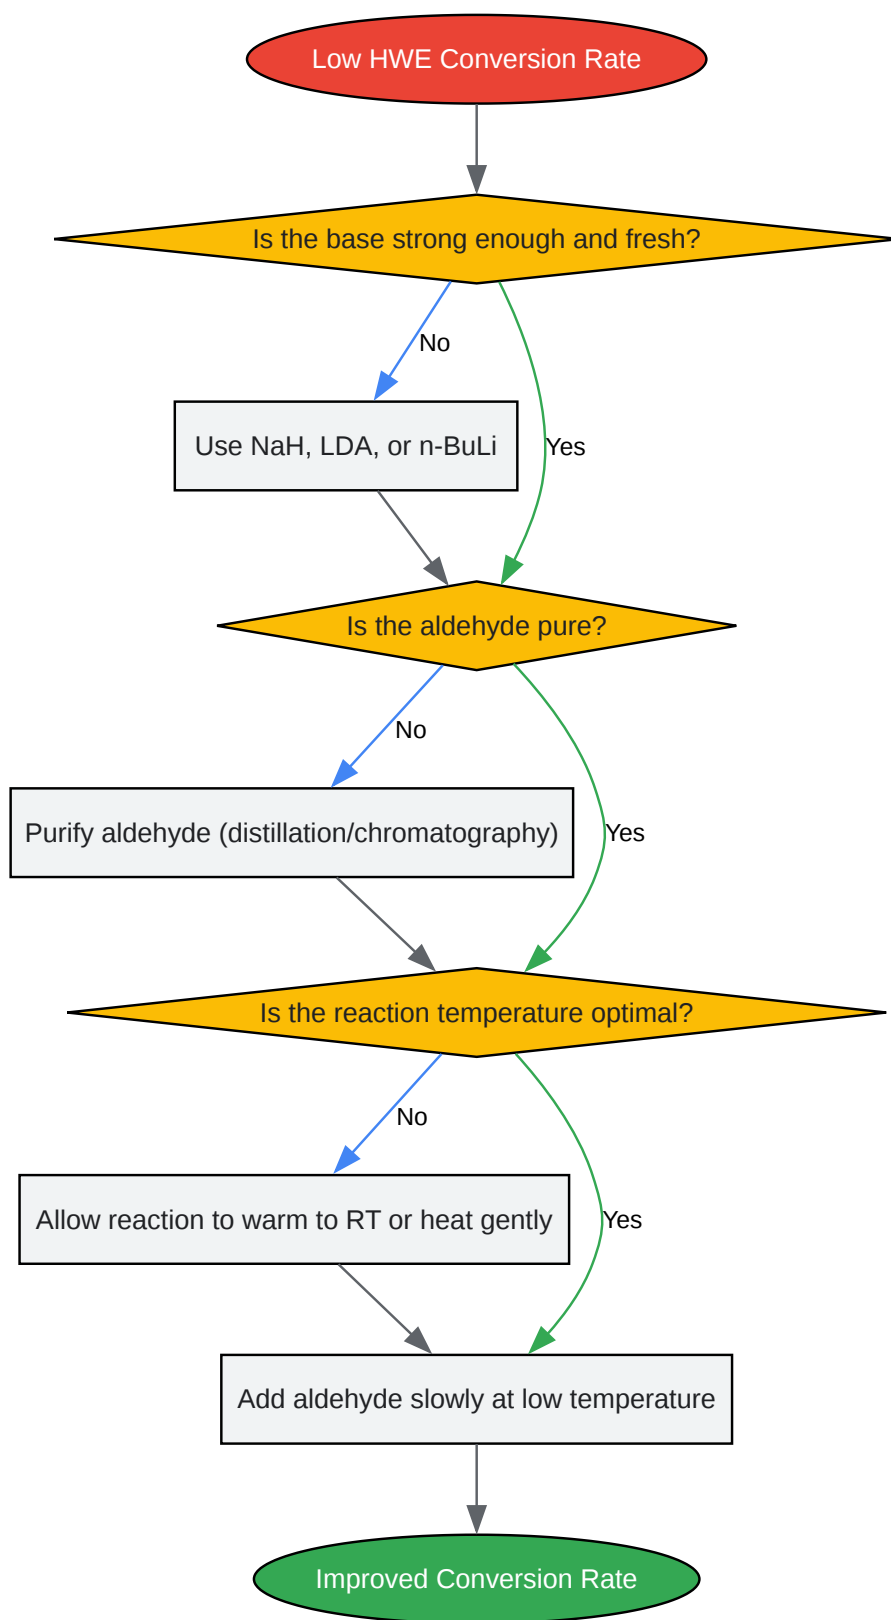 Low HWE Conversion Rate
Is the base strong enough and fresh?
No
Use NaH, LDA, or n-BuLi
Yes
Is the aldehyde pure?
No
Purify aldehyde (distillation/chromatography)
Yes
Is the reaction temperature optimal?
No
Allow reaction to warm to RT or heat gently
Yes
Add aldehyde slowly at low temperature
Improved Conversion Rate